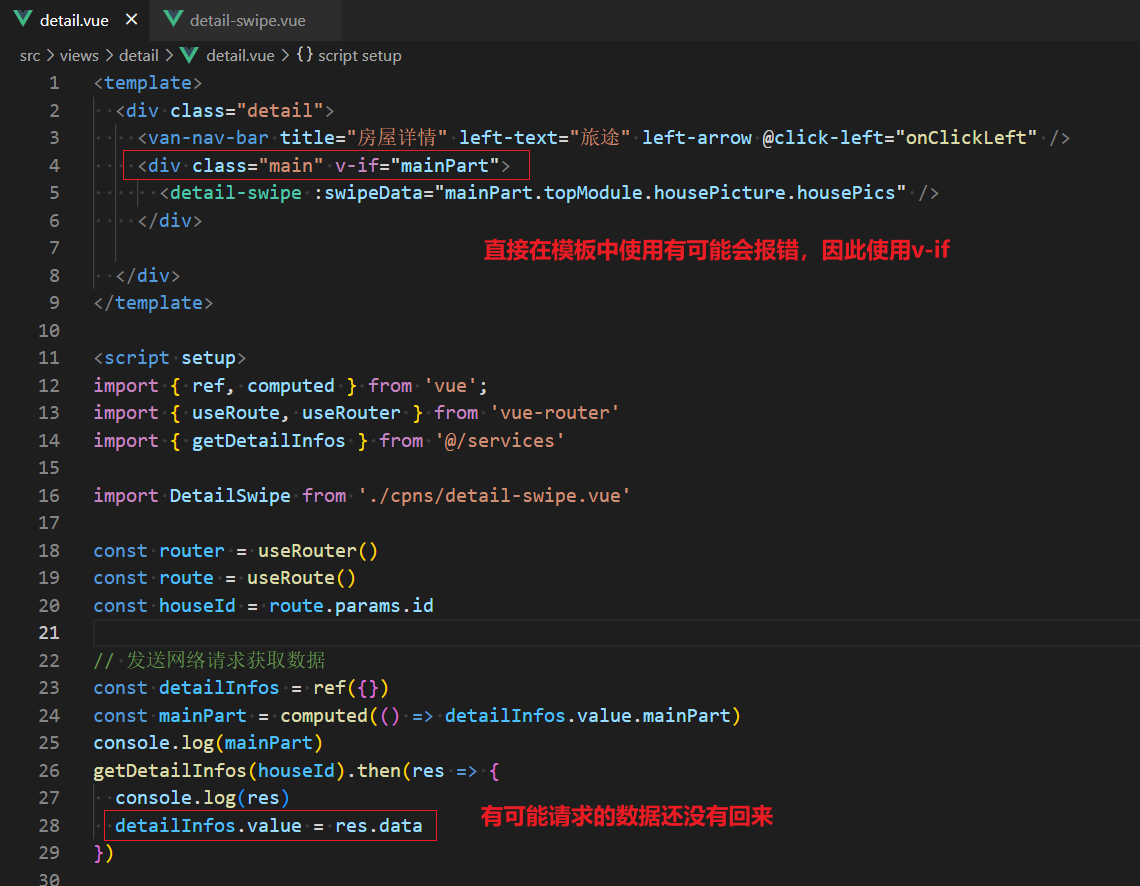 detail.vue × detail-swipe.vue
src > views > detail > detail.vue > {} script setup
1 <template>
2 <div class="detail">
3 <van-nav-bar title="房屋详情" left-text="旅途" left-arrow @click-left="onClickLeft" />
4 <div class="main" v-if="mainPart">
5 <detail-swipe :swipeData="mainPart.topModule.housePicture.housePics" />
6 </div>
7
直接在模板中使用有可能会报错，因此使用v-if
8 </div>
9 </template>
10
11 <script setup>
12 import { ref, computed } from 'vue';
13 import { useRoute, useRouter } from 'vue-router'
14 import { getDetailInfos } from '@/services'
15
16 import DetailSwipe from './cpns/detail-swipe.vue'
17
18 const router = useRouter()
19 const route = useRoute()
20 const houseId = route.params.id
21
22 // 发送网络请求获取数据
23 const detailInfos = ref({})
24 const mainPart = computed(() => detailInfos.value.mainPart)
25 console.log(mainPart)
26 getDetailInfos(houseId).then(res => {
27 console.log(res)
28 detailInfos.value = res.data
有可能请求的数据还没有回来
29 })
30